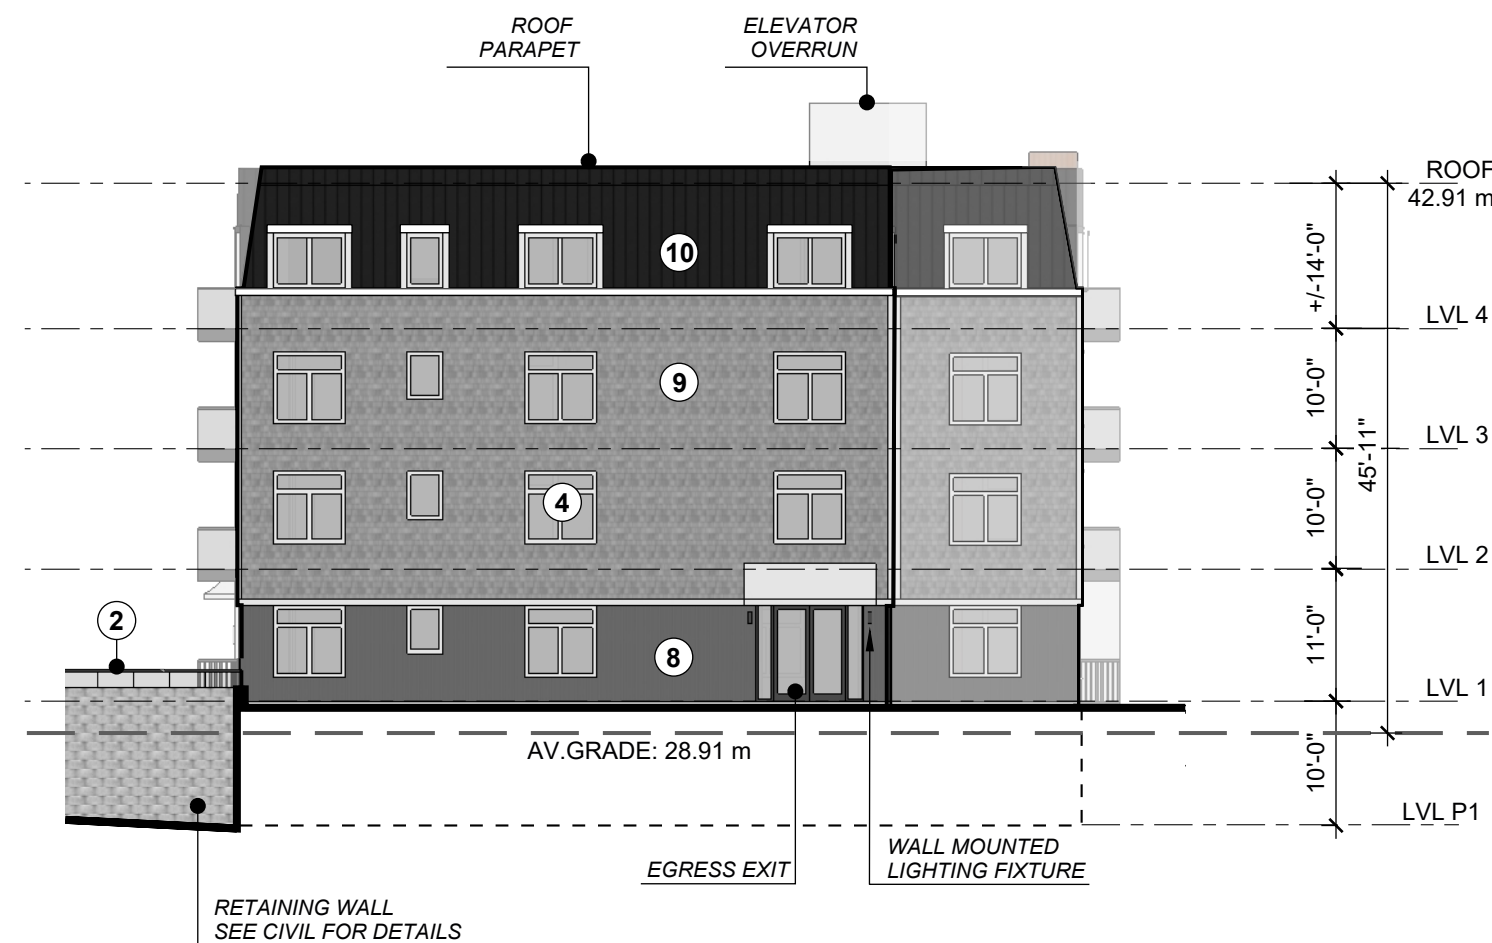 ROOF
PARAPET
ELEVATOR
OVERRUN
ROOF
42.91 m
10
+/-14'-0"
LVL 4
9
10'-0"
LVL 3
45'-11"
4
10'-0"
LVL 2
2
8
11'-0"
LVL 1
AV.GRADE: 28.91 m
10'-0"
LVL P1
EGRESS EXIT
WALL MOUNTED
LIGHTING FIXTURE
RETAINING WALL
SEE CIVIL FOR DETAILS